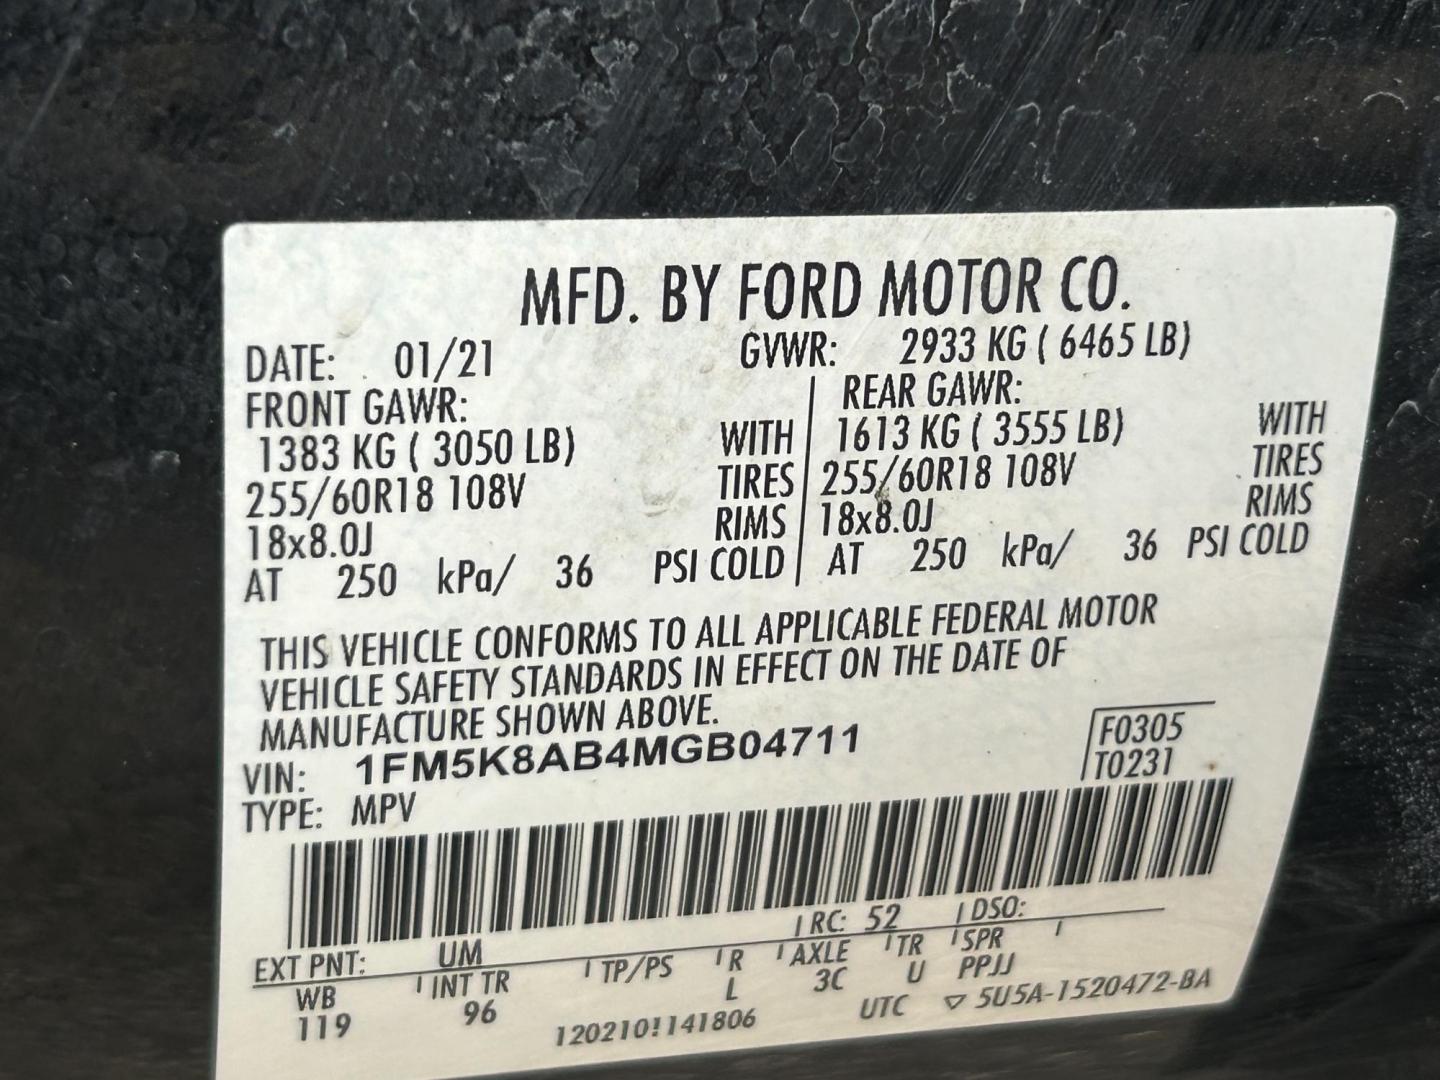 MFD. BY FORD MOTOR CO.
DATE: 01/21 GVWR: 2933 KG ( 6465 LB)
FRONT GAWR: REAR GAWR:
1383 KG ( 3050 LB) WITH 1613 KG ( 3555 LB) WITH
255/60R18 108V TIRES 255/60R18 108V TIRES
18x8.0J RIMS 18x8.0J RIMS
AT 250 kPa/ 36 PSI COLD AT 250 kPa/ 36 PSI COLD
THIS VEHICLE CONFORMS TO ALL APPLICABLE FEDERAL MOTOR
VEHICLE SAFETY STANDARDS IN EFFECT ON THE DATE OF
MANUFACTURE SHOWN ABOVE.
VIN: 1FM5K8AB4MGB04711 F0305
TYPE: MPV T0231
EXT PNT: UM RC: 52 DSO:
WB INT TR TP/PS R AXLE TR SPR
119 96 L 3C U PPJJ
1202101141806 UTC ▽ 5U5A-1520472-BA